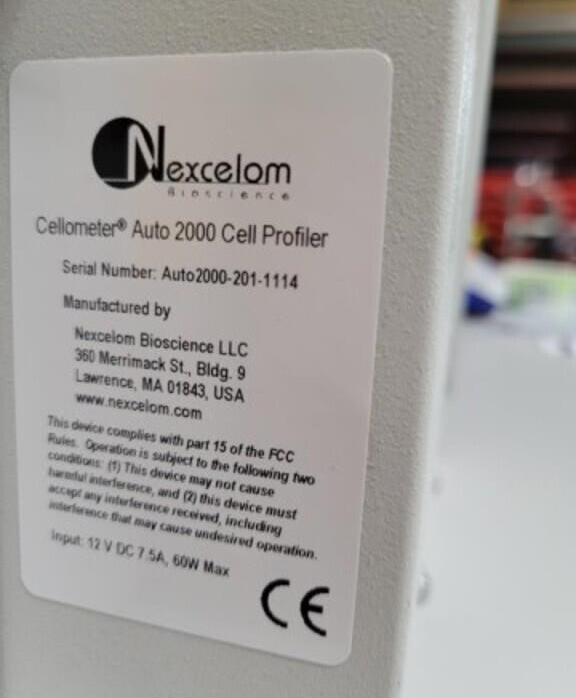 Nexcelom
Bioscience
Cellometer® Auto 2000 Cell Profiler
Serial Number: Auto2000-201-1114
Manufactured by
Nexcelom Bioscience LLC
360 Merrimack St., Bldg. 9
Lawrence, MA 01843, USA
www.nexcelom.com
This device complies with part 15 of the FCC
Rules. Operation is subject to the following two
conditions: (1) This device may not cause
harmful interference, and (2) this device must
accept any interference received, including
interference that may cause undesired operation.
Input: 12 V DC 7.5A, 60W Max
CE